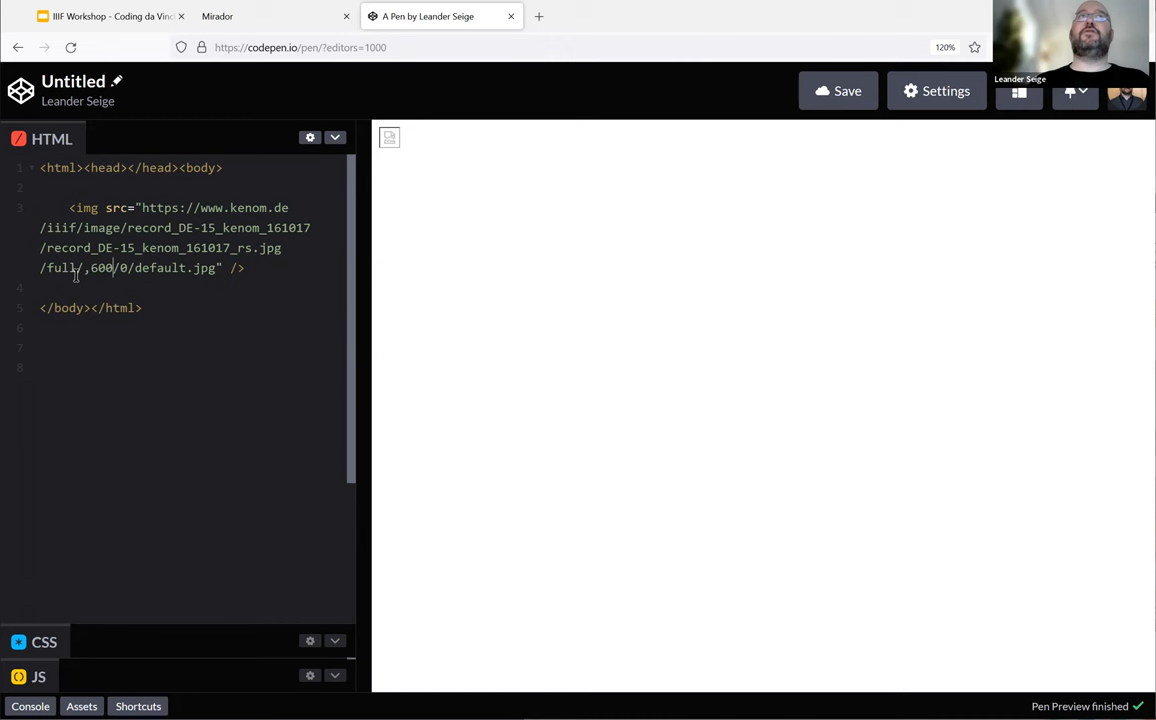 IIIF Workshop - Coding da Vinci
Mirador
A Pen by Leander Seige
https://codepen.io/pen/?editors=1000
120%
Leander Seige
Untitled
Leander Seige
Save
Settings
HTML
1 <html><head></head><body>
2
3 <img src="https://www.kenom.de
/iiif/image/record_DE-15_kenom_161017
/record_DE-15_kenom_161017_rs.jpg
/full/,600/0/default.jpg" />
4
5 </body></html>
6
7
8
CSS
JS
Console
Assets
Shortcuts
Pen Preview finished